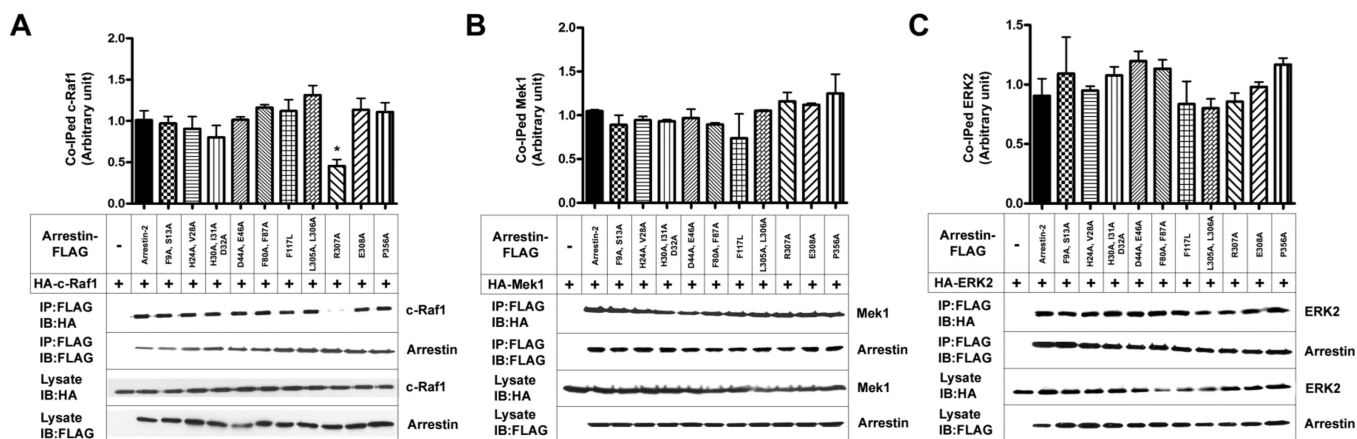 A
Co-IPed c-Raf1
(Arbitrary unit)
2.0
1.5
1.0
0.5
0.0
*
Arrestin-
FLAG
-
Arrestin-2
F9A, S13A
H24A, V28A
H30A, I31A
D32A
D44A, E46A
F80A, F87A
F117L
L305A, L306A
R307A
E308A
P356A
HA-c-Raf1 + + + + + + + + + + + +
IP:FLAG
IB:HA
c-Raf1
IP:FLAG
IB:FLAG
Arrestin
Lysate
IB:HA
c-Raf1
Lysate
IB:FLAG
Arrestin
B
Co-IPed Mek1
(Arbitrary unit)
2.0
1.5
1.0
0.5
0.0
Arrestin-
FLAG
-
Arrestin-2
F9A, S13A
H24A, V28A
H30A, I31A
D32A
D44A, E46A
F80A, F87A
F117L
L305A, L306A
R307A
E308A
P356A
HA-Mek1 + + + + + + + + + + + +
IP:FLAG
IB:HA
Mek1
IP:FLAG
IB:FLAG
Arrestin
Lysate
IB:HA
Mek1
Lysate
IB:FLAG
Arrestin
C
Co-IPed ERK2
(Arbitrary unit)
1.5
1.0
0.5
0.0
Arrestin-
FLAG
-
Arrestin-2
F9A, S13A
H24A, V28A
H30A, I31A
D32A
D44A, E46A
F80A, F87A
F117L
L305A, L306A
R307A
E308A
P356A
HA-ERK2 + + + + + + + + + + + +
IP:FLAG
IB:HA
ERK2
IP:FLAG
IB:FLAG
Arrestin
Lysate
IB:HA
ERK2
Lysate
IB:FLAG
Arrestin